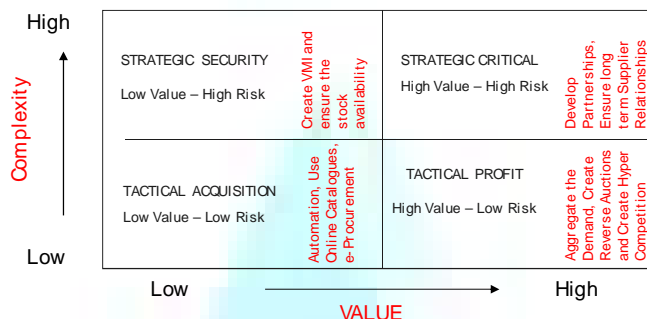 High
Complexity
Low
STRATEGIC SECURITY
Low Value – High Risk
Create VMI and
ensure the
stock
availability
STRATEGIC CRITICAL
High Value – High Risk
Develop
Partnerships,
Ensure long
term Supplier
Relationships
TACTICAL ACQUISITION
Low Value – Low Risk
Automation, Use
Online Catalogues,
e-Procurement
TACTICAL PROFIT
High Value – Low Risk
Aggregate the
Demand, Create
Reverse Auctions
and Create Hyper
Competition
Low
High
VALUE